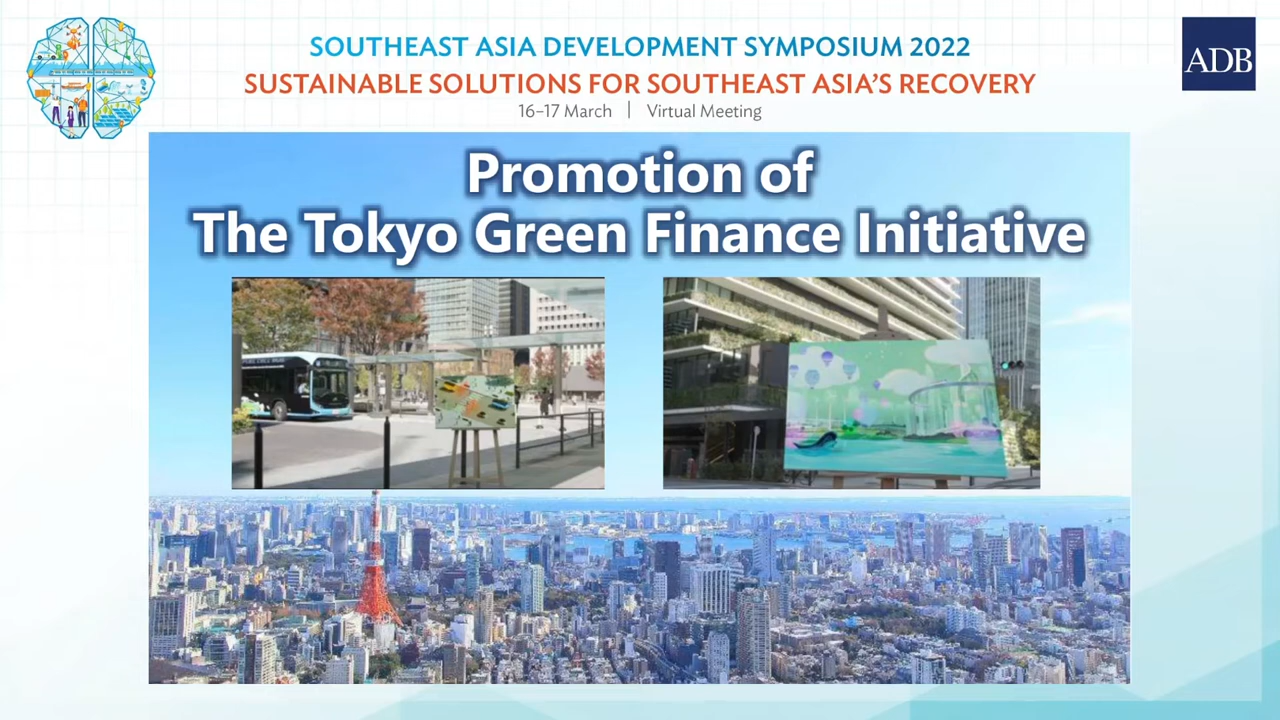 SOUTHEAST ASIA DEVELOPMENT SYMPOSIUM 2022
SUSTAINABLE SOLUTIONS FOR SOUTHEAST ASIA'S RECOVERY
16–17 March | Virtual Meeting
ADB
Promotion of
The Tokyo Green Finance Initiative